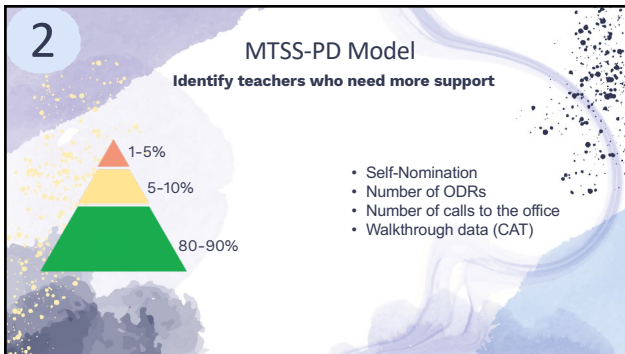 2
MTSS-PD Model
Identify teachers who need more support
1-5%
5-10%
80-90%
• Self-Nomination
• Number of ODRs
• Number of calls to the office
• Walkthrough data (CAT)